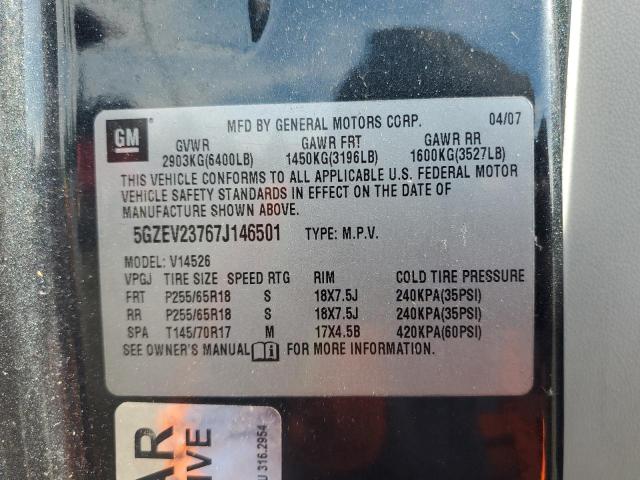 GM
MFD BY GENERAL MOTORS CORP. 04/07
GVWR GAWR FRT GAWR RR
2903KG(6400LB) 1450KG(3196LB) 1600KG(3527LB)
THIS VEHICLE CONFORMS TO ALL APPLICABLE U.S. FEDERAL MOTOR
VEHICLE SAFETY STANDARDS IN EFFECT ON THE DATE OF
MANUFACTURE SHOWN ABOVE.
5GZEV23767J146501 TYPE: M.P.V.
MODEL: V14526
VPGJ TIRE SIZE SPEED RTG RIM COLD TIRE PRESSURE
FRT P255/65R18 S 18X7.5J 240KPA(35PSI)
RR P255/65R18 S 18X7.5J 240KPA(35PSI)
SPA T145/70R17 M 17X4.5B 420KPA(60PSI)
SEE OWNER'S MANUAL FOR MORE INFORMATION.
316.2954